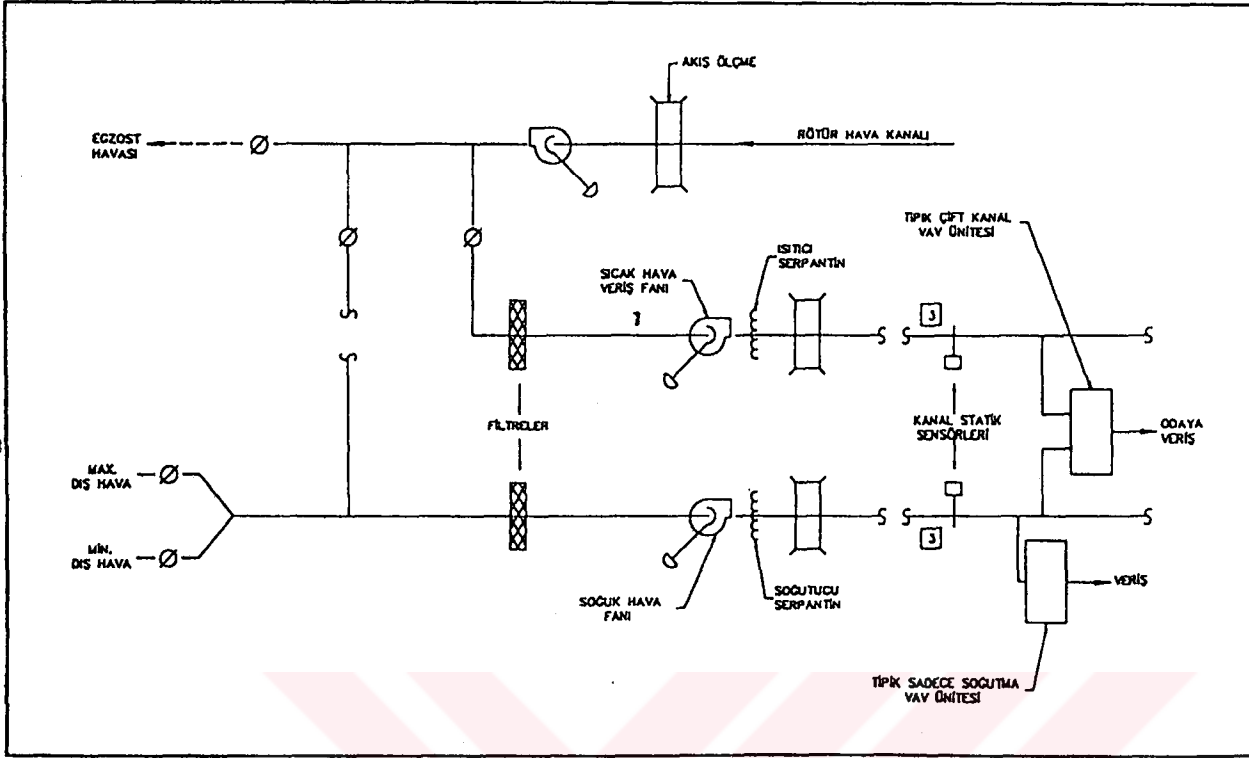 AKIŞ ÖLÇME
EGZOST
HAVASI
RÖTÜR HAVA KANALI
TİPİK ÇİFT KANAL
VAV ÜNİTESİ
ISITICI
SERPANTİN
SICAK HAVA
VERİŞ FANI
3
FİLTRELER
KANAL STATİK
SENSÖRLERİ
ODAYA
VERİŞ
MAX.
DIŞ HAVA
MİN.
DIŞ HAVA
3
SOĞUK HAVA
FANI
SOĞUTUCU
SERPANTİN
VERİŞ
TİPİK SADECE SOĞUTMA
VAV ÜNİTESİ